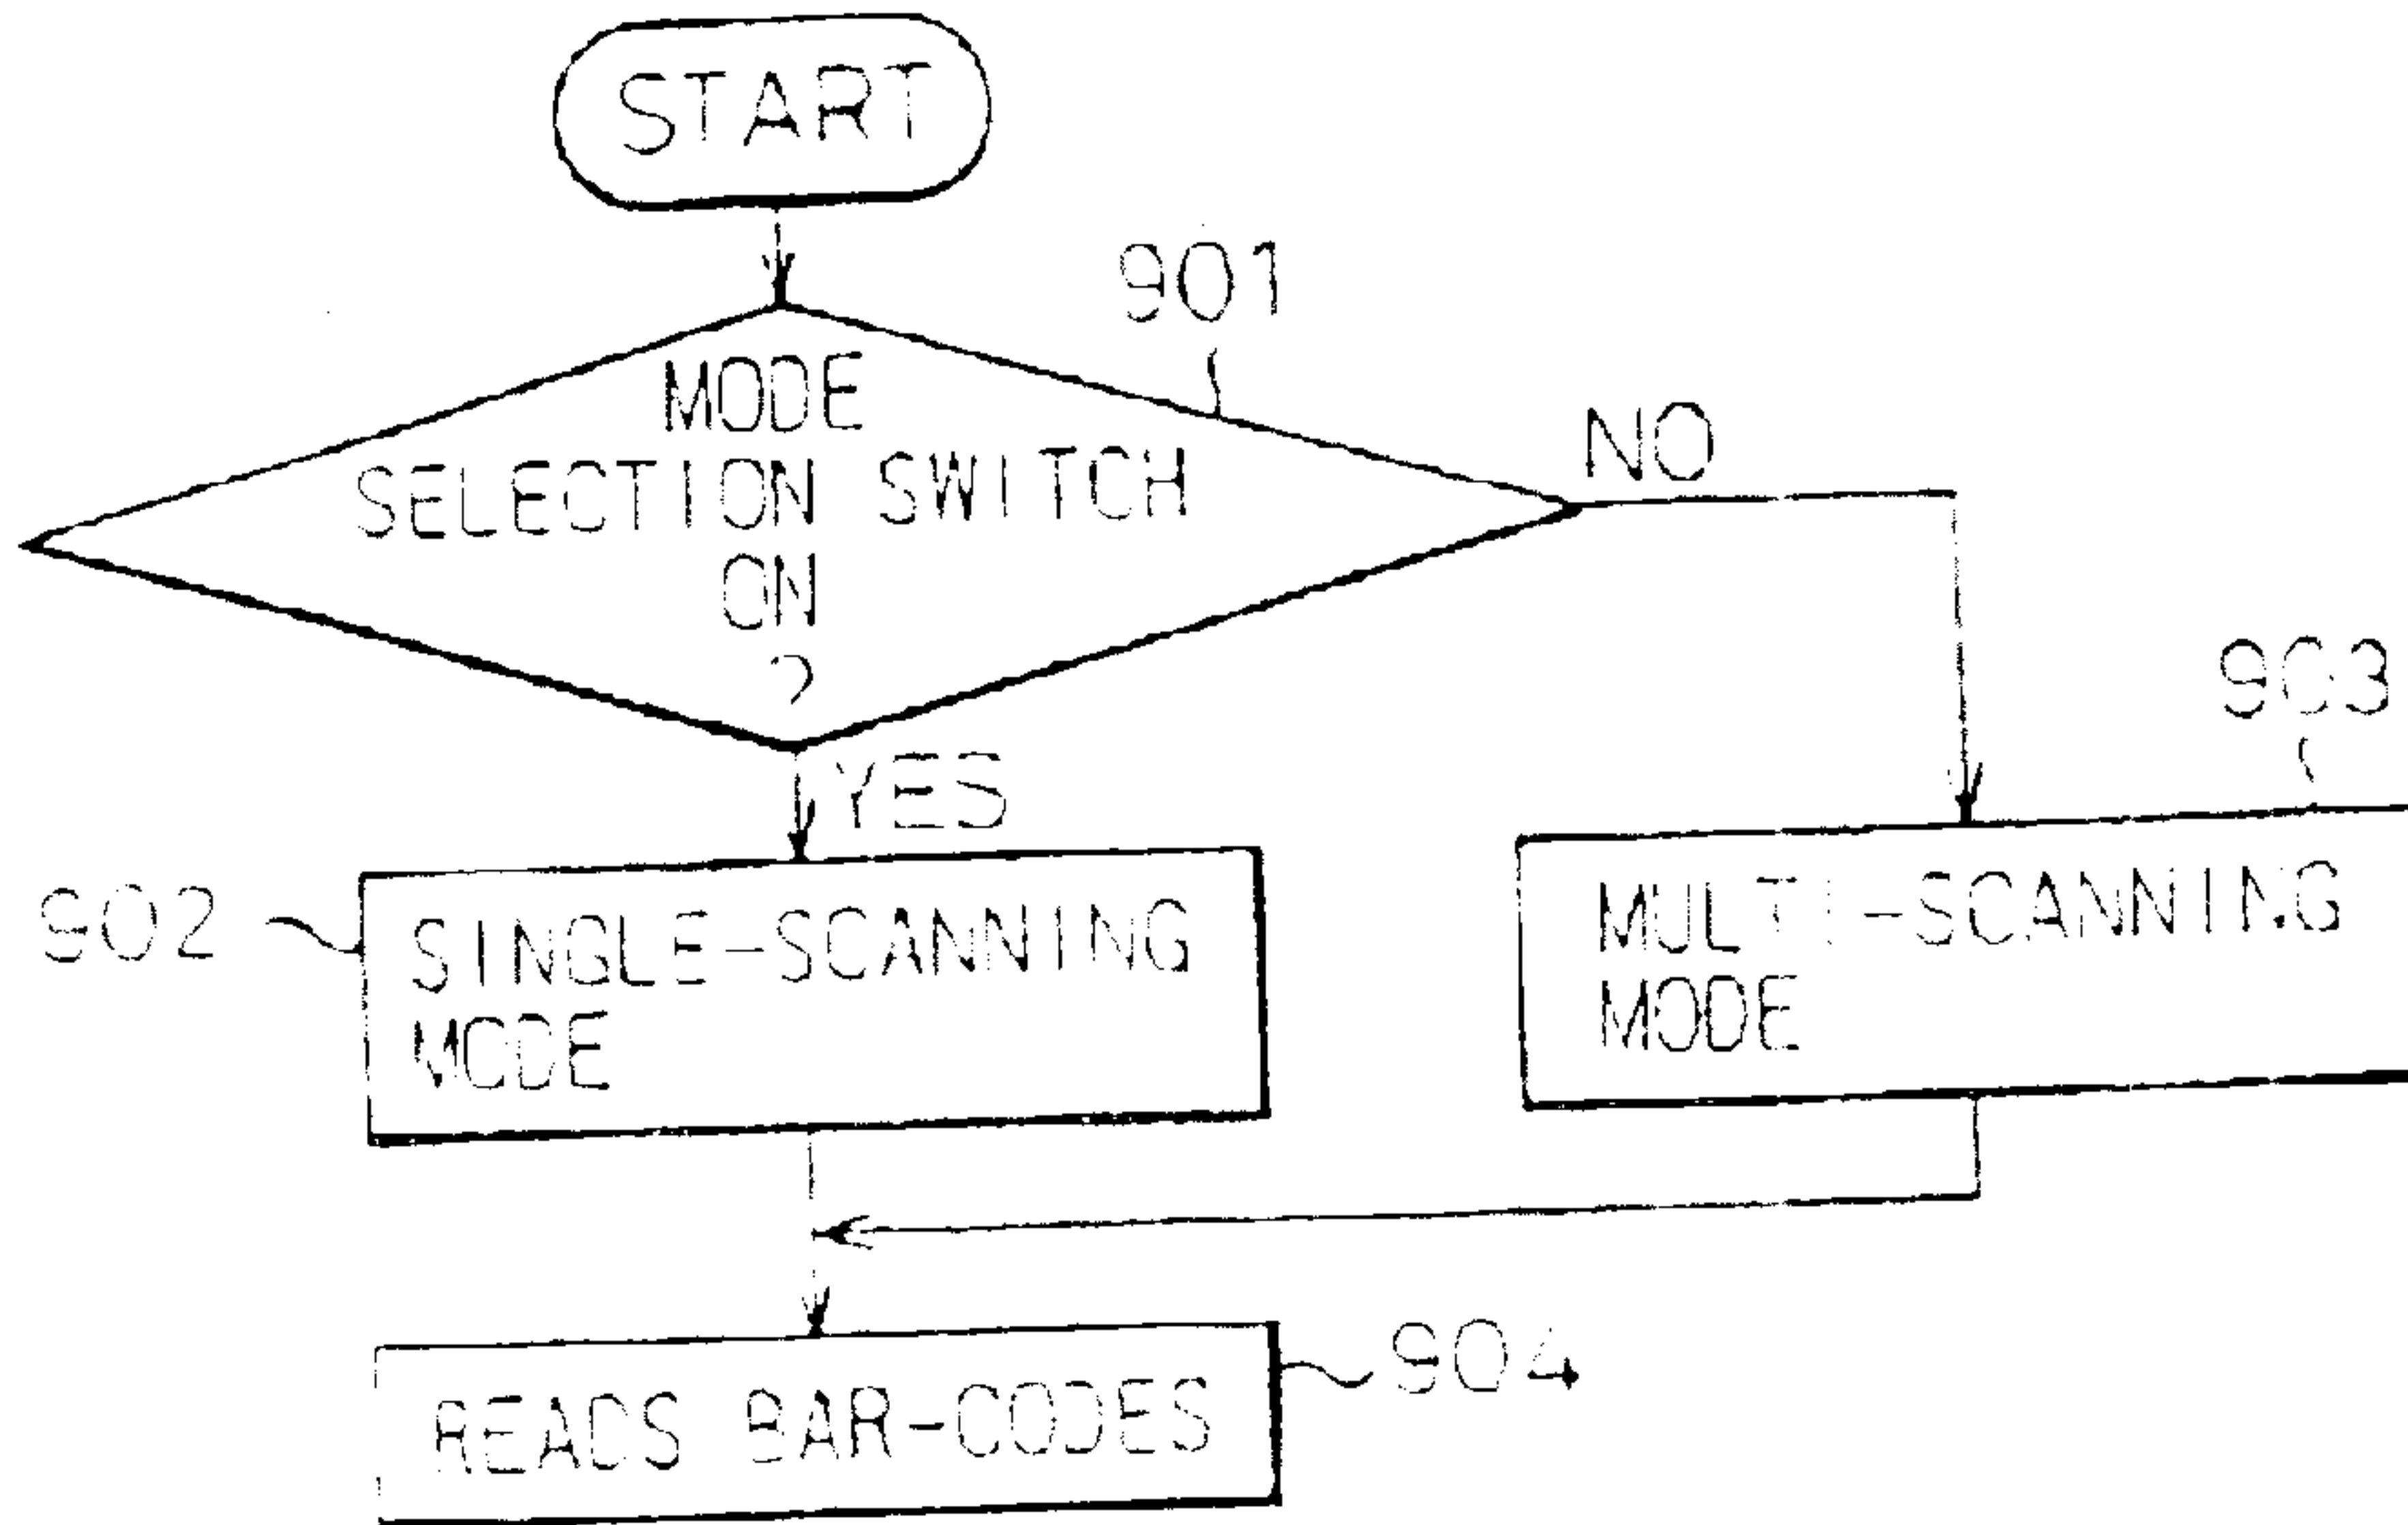 START
901
MODE
SELECTION SWITCH
ON
?
NO
YES
903
902
SINGLE-SCANNING
MODE
MULTI-SCANNING
MODE
READS BAR-CODES
904